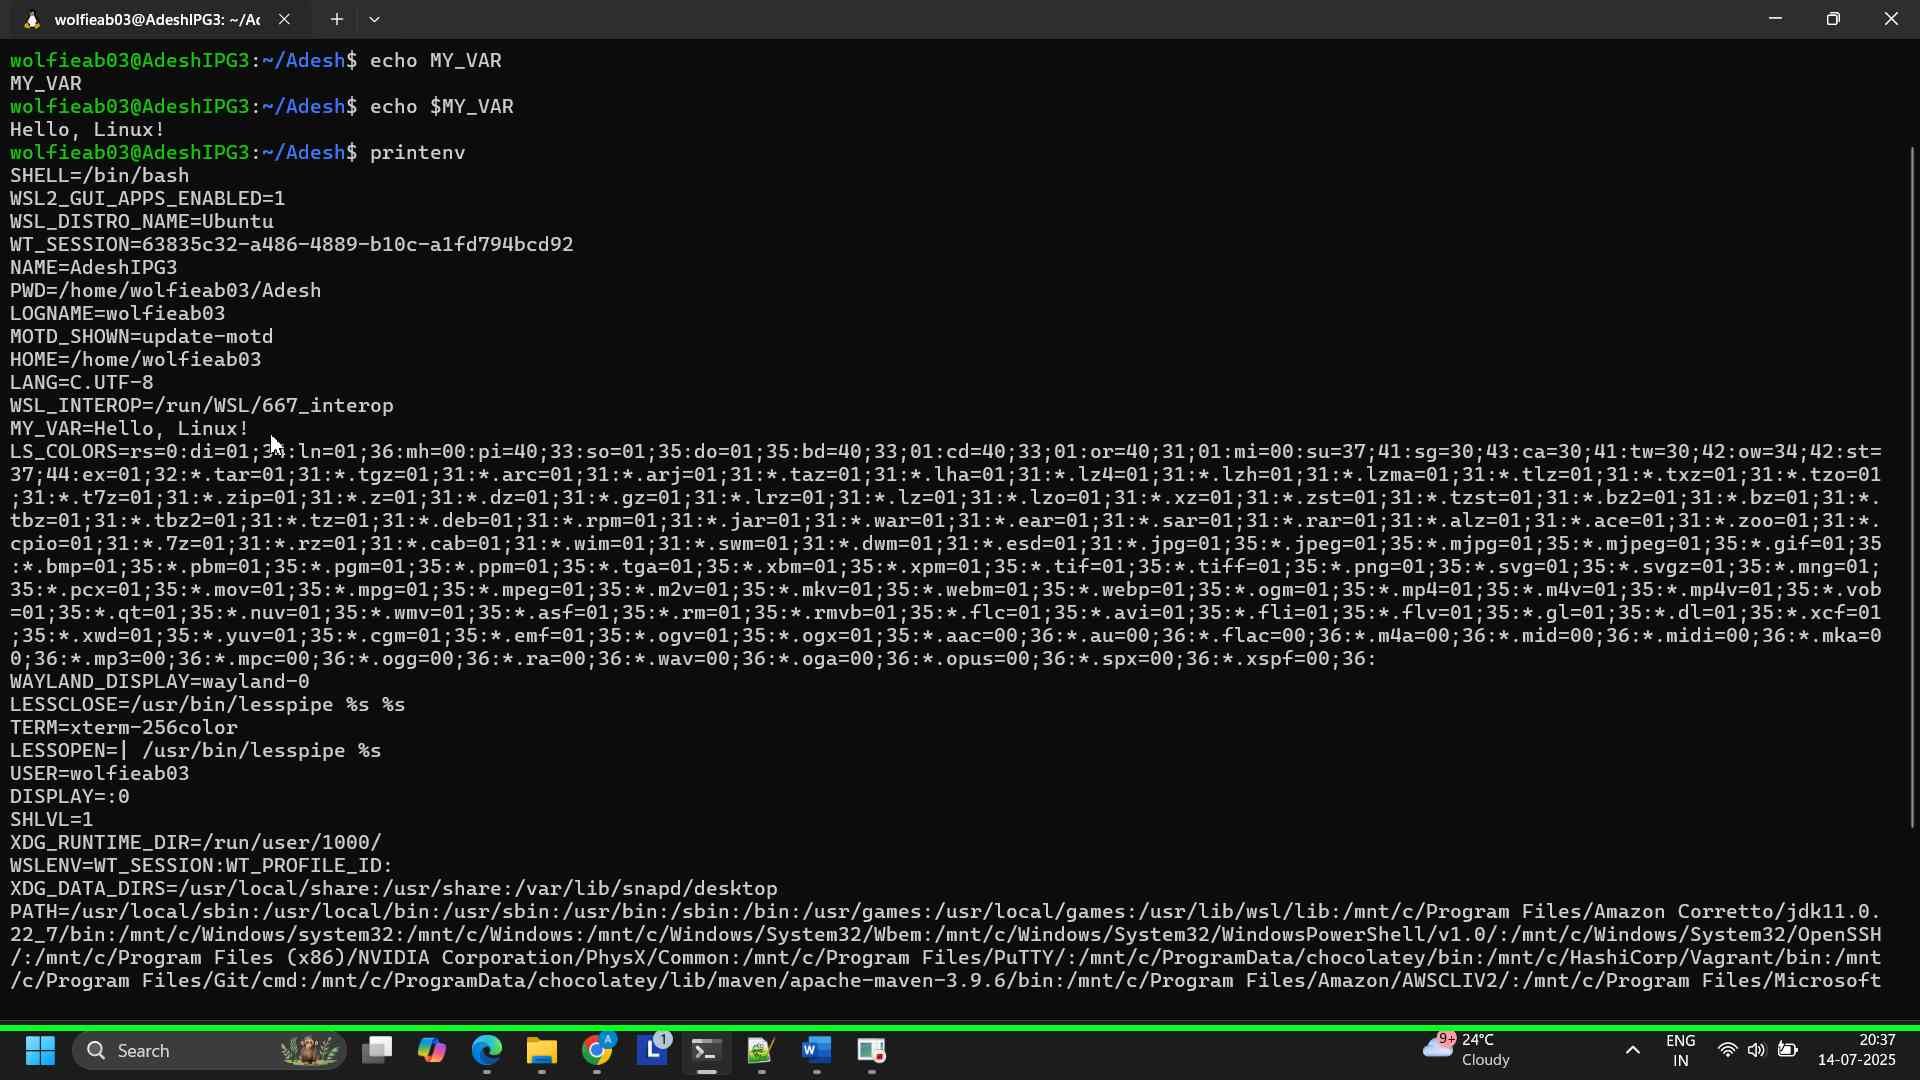 wolfieab03@AdeshIPG3: ~/Ac
wolfieab03@AdeshIPG3:~/Adesh$ echo MY_VAR
MY_VAR
wolfieab03@AdeshIPG3:~/Adesh$ echo $MY_VAR
Hello, Linux!
wolfieab03@AdeshIPG3:~/Adesh$ printenv
SHELL=/bin/bash
WSL2_GUI_APPS_ENABLED=1
WSL_DISTRO_NAME=Ubuntu
WT_SESSION=63835c32-a486-4889-b10c-a1fd794bcd92
NAME=AdeshIPG3
PWD=/home/wolfieab03/Adesh
LOGNAME=wolfieab03
MOTD_SHOWN=update-motd
HOME=/home/wolfieab03
LANG=C.UTF-8
WSL_INTEROP=/run/WSL/667_interop
MY_VAR=Hello, Linux!
LS_COLORS=rs=0:di=01;34:ln=01;36:mh=00:pi=40;33:so=01;35:do=01;35:bd=40;33;01:cd=40;33;01:or=40;31;01:mi=00:su=37;41:sg=30;43:ca=30;41:tw=30;42:ow=34;42:st=
37;44:ex=01;32:*.tar=01;31:*.tgz=01;31:*.arc=01;31:*.arj=01;31:*.taz=01;31:*.lha=01;31:*.lz4=01;31:*.lzh=01;31:*.lzma=01;31:*.tlz=01;31:*.txz=01;31:*.tzo=01
;31:*.t7z=01;31:*.zip=01;31:*.z=01;31:*.dz=01;31:*.gz=01;31:*.lrz=01;31:*.lz=01;31:*.lzo=01;31:*.xz=01;31:*.zst=01;31:*.tzst=01;31:*.bz2=01;31:*.bz=01;31:*.
tbz=01;31:*.tbz2=01;31:*.tz=01;31:*.deb=01;31:*.rpm=01;31:*.jar=01;31:*.war=01;31:*.ear=01;31:*.sar=01;31:*.rar=01;31:*.alz=01;31:*.ace=01;31:*.zoo=01;31:*.
cpio=01;31:*.7z=01;31:*.rz=01;31:*.cab=01;31:*.wim=01;31:*.swm=01;31:*.dwm=01;31:*.esd=01;31:*.jpg=01;35:*.jpeg=01;35:*.mjpg=01;35:*.mjpeg=01;35:*.gif=01;35
:*.bmp=01;35:*.pbm=01;35:*.pgm=01;35:*.ppm=01;35:*.tga=01;35:*.xbm=01;35:*.xpm=01;35:*.tif=01;35:*.tiff=01;35:*.png=01;35:*.svg=01;35:*.svgz=01;35:*.mng=01;
35:*.pcx=01;35:*.mov=01;35:*.mpg=01;35:*.mpeg=01;35:*.m2v=01;35:*.mkv=01;35:*.webm=01;35:*.webp=01;35:*.ogm=01;35:*.mp4=01;35:*.m4v=01;35:*.mp4v=01;35:*.vob
=01;35:*.qt=01;35:*.nuv=01;35:*.wmv=01;35:*.asf=01;35:*.rm=01;35:*.rmvb=01;35:*.flc=01;35:*.avi=01;35:*.fli=01;35:*.flv=01;35:*.gl=01;35:*.dl=01;35:*.xcf=01
;35:*.xwd=01;35:*.yuv=01;35:*.cgm=01;35:*.emf=01;35:*.ogv=01;35:*.ogx=01;35:*.aac=00;36:*.au=00;36:*.flac=00;36:*.m4a=00;36:*.mid=00;36:*.midi=00;36:*.mka=0
0;36:*.mp3=00;36:*.mpc=00;36:*.ogg=00;36:*.ra=00;36:*.wav=00;36:*.oga=00;36:*.opus=00;36:*.spx=00;36:*.xspf=00;36:
WAYLAND_DISPLAY=wayland-0
LESSCLOSE=/usr/bin/lesspipe %s %s
TERM=xterm-256color
LESSOPEN=| /usr/bin/lesspipe %s
USER=wolfieab03
DISPLAY=:0
SHLVL=1
XDG_RUNTIME_DIR=/run/user/1000/
WSLENV=WT_SESSION:WT_PROFILE_ID:
XDG_DATA_DIRS=/usr/local/share:/usr/share:/var/lib/snapd/desktop
PATH=/usr/local/sbin:/usr/local/bin:/usr/sbin:/usr/bin:/sbin:/bin:/usr/games:/usr/local/games:/usr/lib/wsl/lib:/mnt/c/Program Files/Amazon Corretto/jdk11.0.
22_7/bin:/mnt/c/Windows/system32:/mnt/c/Windows:/mnt/c/Windows/System32/Wbem:/mnt/c/Windows/System32/WindowsPowerShell/v1.0/:/mnt/c/Windows/System32/OpenSSH
/:/mnt/c/Program Files (x86)/NVIDIA Corporation/PhysX/Common:/mnt/c/Program Files/PuTTY/:/mnt/c/ProgramData/chocolatey/bin:/mnt/c/HashiCorp/Vagrant/bin:/mnt
/c/Program Files/Git/cmd:/mnt/c/ProgramData/chocolatey/lib/maven/apache-maven-3.9.6/bin:/mnt/c/Program Files/Amazon/AWSCLIV2/:/mnt/c/Program Files/Microsoft
Search
A
L
1
W
9+
24°C
Cloudy
ENG
IN
20:37
14-07-2025